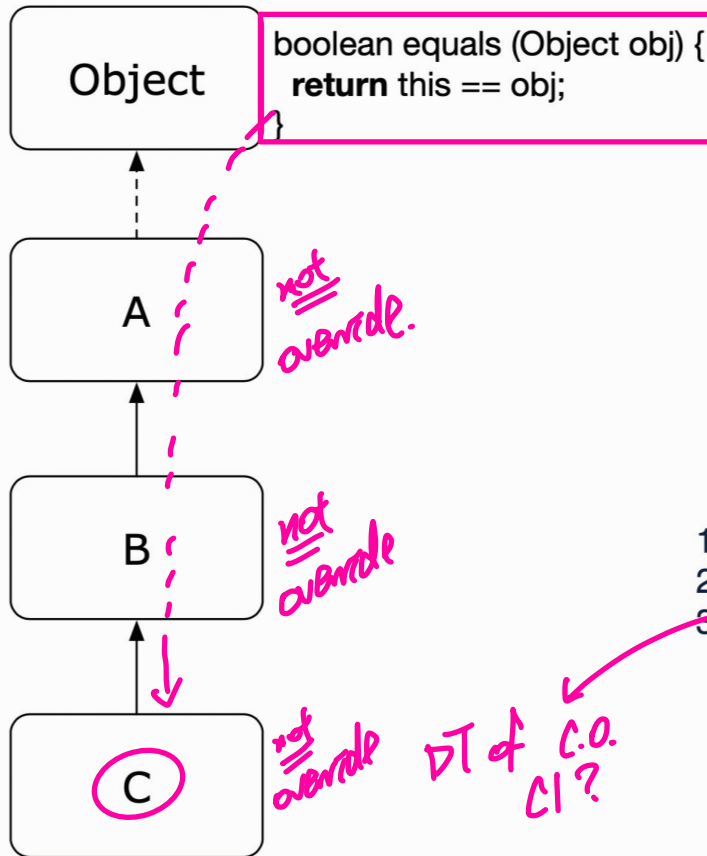 Object
boolean equals (Object obj) {
return this == obj;
}
A
not
override.
B
not
override
1
2
3
C
not
override
DT of C.O.
C1?